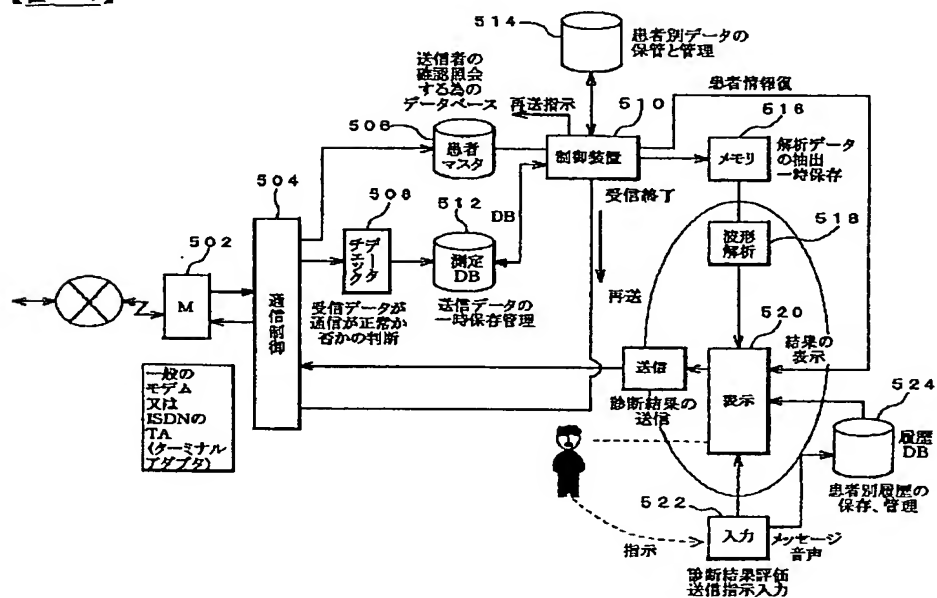 514
患者別データの
保管と管理
送信者の
確認照会
する為の
データベース
再送指示
510
患者情報復
516
506
患者
マスタ
制御装置
メモリ
解析データ
の抽出
一時保存
504
508
512
DB
受信終了
518
502
データ
チェック
測定
DB
波形
解析
M
通信制御
受信データが
通信が正常か
否かの判断
送信データの
一時保存管理
再送
520
結果の
表示
524
一般の
モデム
又は
ISDNの
TA
(ターミナル
アダプタ)
送信
表示
診断結果の
送信
履歴
DB
患者別履歴の
保存、管理
522
入力
メッセージ
音声
指示
診断結果評価
送信指示入力